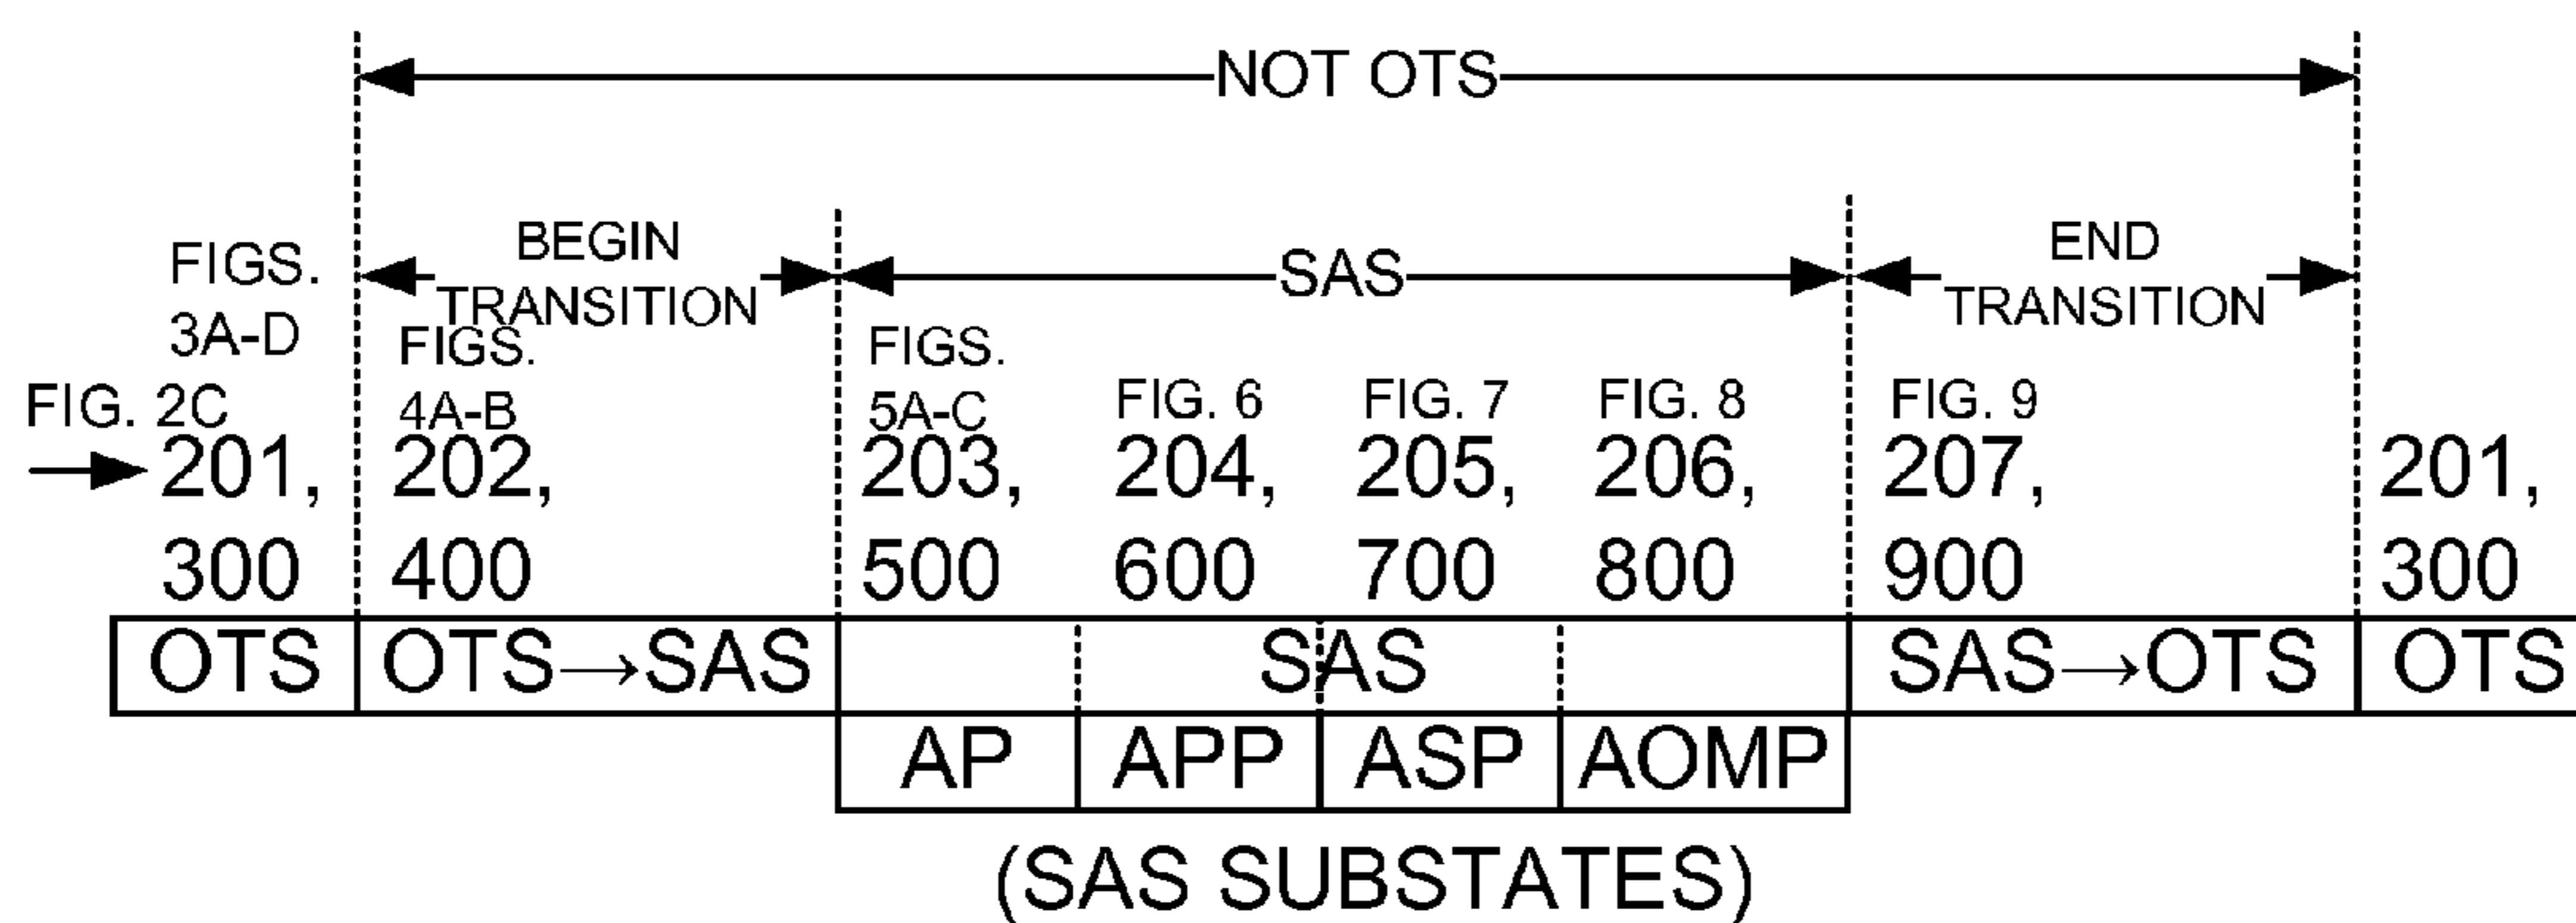 NOT OTS
BEGIN
TRANSITION
SAS
END
TRANSITION
FIGS.
3A-D
FIG. 2C
FIGS.
4A-B
FIGS.
5A-C
FIG. 6
FIG. 7
FIG. 8
FIG. 9
→ 201, 202, 203, 204, 205, 206, 207, 201,
300 400 500 600 700 800 900 300
OTS OTS→SAS SAS SAS→OTS OTS
AP APP ASP AOMP
(SAS SUBSTATES)